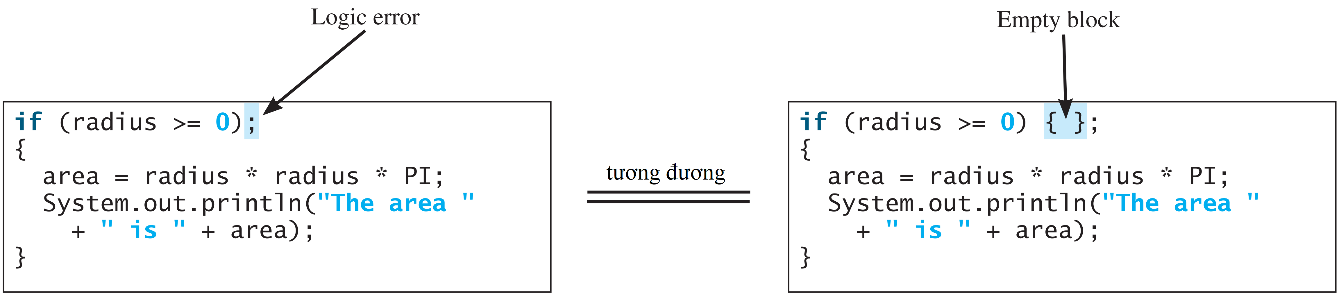 Logic error
if (radius >= 0);
{
area = radius * radius * PI;
System.out.println("The area "
+ " is " + area);
}
tương đương
Empty block
if (radius >= 0) { };
{
area = radius * radius * PI;
System.out.println("The area "
+ " is " + area);
}